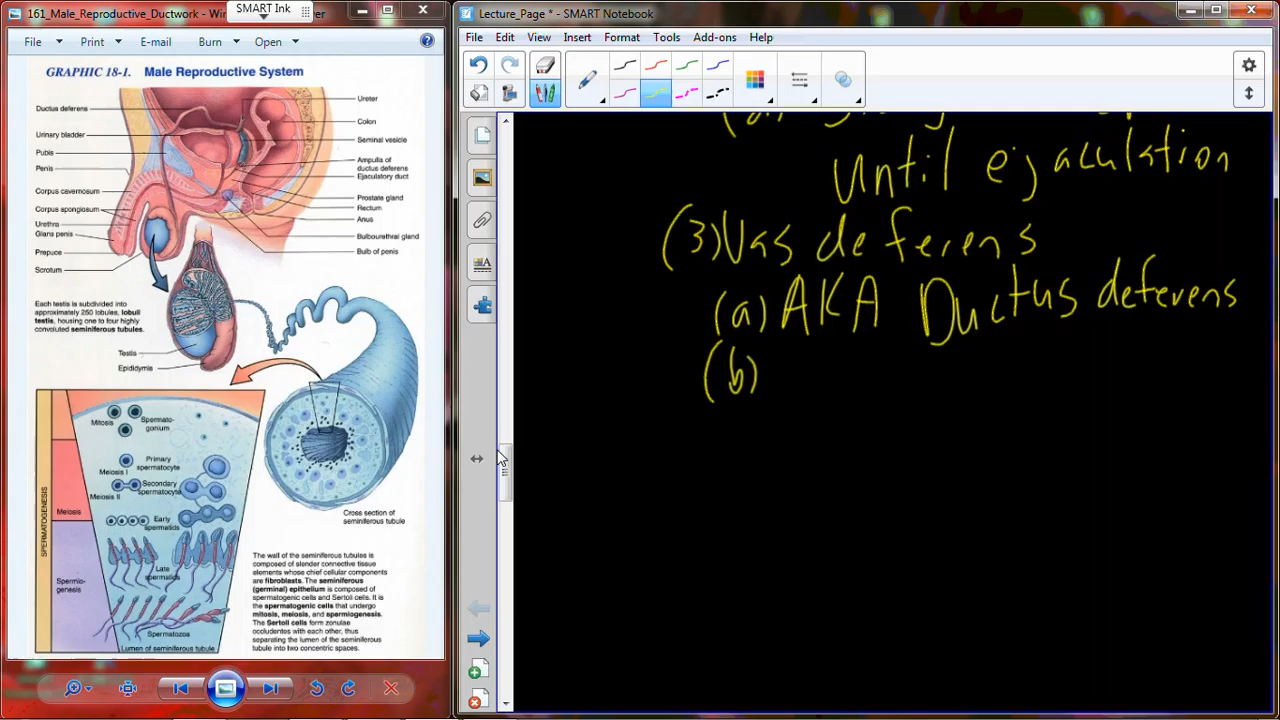 161_Male_Reproductive_Ductwork - Wi
SMART Ink
File Print E-mail Burn Open
GRAPHIC 18-1. Male Reproductive System
Ductus deferens
Urinary bladder
Pubis
Penis
Corpus cavernosum
Corpus spongiosum
Urethra
Glans penis
Prepuce
Scrotum
Ureter
Colon
Seminal vesicle
Ampulla of
ductus deferens
Ejaculatory duct
Prostate gland
Rectum
Anus
Bulbourethral gland
Bulb of penis
Each testis is subdivided into
approximately 250 lobules, lobuli
testis, housing one to four highly
convoluted seminiferous tubules.
Testis
Epididymis
SPERMATOGENESIS
Mitosis
Spermato-
gonium
Meiosis
Meiosis I
Primary
spermatocyte
Meiosis II
Secondary
spermatocyte
Early
spermatids
Spermio-
genesis
Late
spermatids
Spermatozoa
Lumen of seminiferous tubule
Cross section of
seminiferous tubule
The wall of the seminiferous tubules is
composed of slender connective tissue
elements whose chief cellular components
are fibroblasts. The seminiferous
(germinal) epithelium is composed of
spermatogenic cells and Sertoli cells. It is
the spermatogenic cells that undergo
mitosis, meiosis, and spermiogenesis.
The Sertoli cells form zonulae
occludentes with each other, thus
separating the lumen of the seminiferous
tubule into two concentric spaces.
Lecture_Page * - SMART Notebook
File Edit View Insert Format Tools Add-ons Help
Until ejaculation
(3) Vas deferens
(a) AKA Ductus deferens
(b)